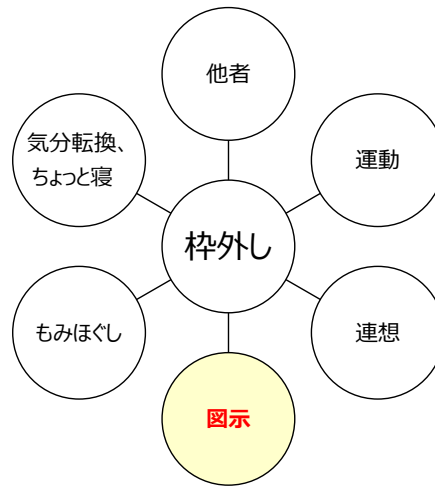 他者
気分転換、
ちょっと寝
運動
枠外し
もみほぐし
連想
図示